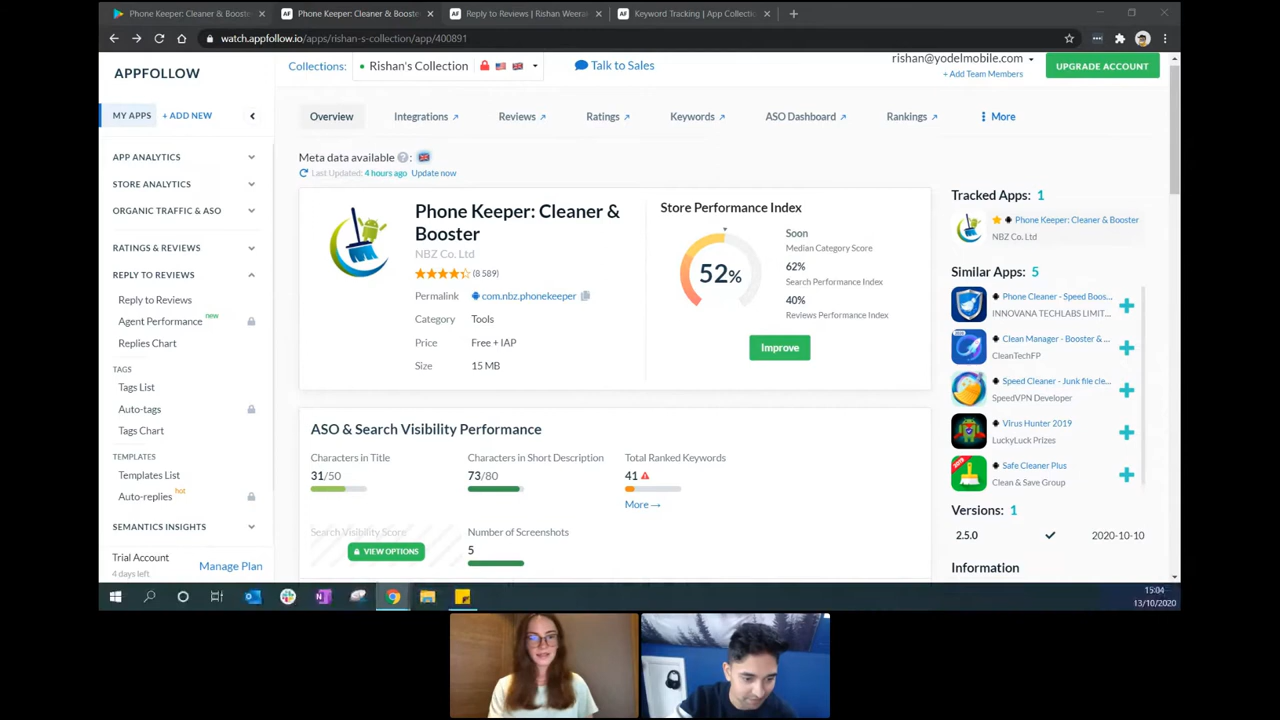 Phone Keeper: Cleaner & Booste
Phone Keeper: Cleaner & Booste
Reply to Reviews | Rishan Weera
Keyword Tracking | App Collecti
watch.appfollow.io/apps/rishan-s-collection/app/400891
APPFOLLOW
Collections: Rishan's Collection
Talk to Sales
rishan@yodelmobile.com
+ Add Team Members
UPGRADE ACCOUNT
MY APPS + ADD NEW
Overview Integrations Reviews Ratings Keywords ASO Dashboard Rankings More
APP ANALYTICS
STORE ANALYTICS
ORGANIC TRAFFIC & ASO
RATINGS & REVIEWS
REPLY TO REVIEWS
Reply to Reviews
Agent Performance new
Replies Chart
TAGS
Tags List
Auto-tags
Tags Chart
TEMPLATES
Templates List
Auto-replies hot
SEMANTICS INSIGHTS
Trial Account
4 days left
Manage Plan
Meta data available ? :
Last Updated: 4 hours ago Update now
Phone Keeper: Cleaner &
Booster
NBZ Co. Ltd
(8 589)
Permalink com.nbz.phonekeeper
Category Tools
Price Free + IAP
Size 15 MB
Store Performance Index
52%
Soon
Median Category Score
62%
Search Performance Index
40%
Reviews Performance Index
Improve
ASO & Search Visibility Performance
Characters in Title
31/50
Characters in Short Description
73/80
Total Ranked Keywords
41
More →
Search Visibility Score
VIEW OPTIONS
Number of Screenshots
5
Tracked Apps: 1
Phone Keeper: Cleaner & Booster
NBZ Co. Ltd
Similar Apps: 5
Phone Cleaner - Speed Boos...
INNOVANA TECHLABS LIMIT...
Clean Manager - Booster & ...
CleanTechFP
Speed Cleaner - Junk file cle...
SpeedVPN Developer
Virus Hunter 2019
LuckyLuck Prizes
Safe Cleaner Plus
Clean & Save Group
Versions: 1
2.5.0 2020-10-10
Information
15:04
13/10/2020